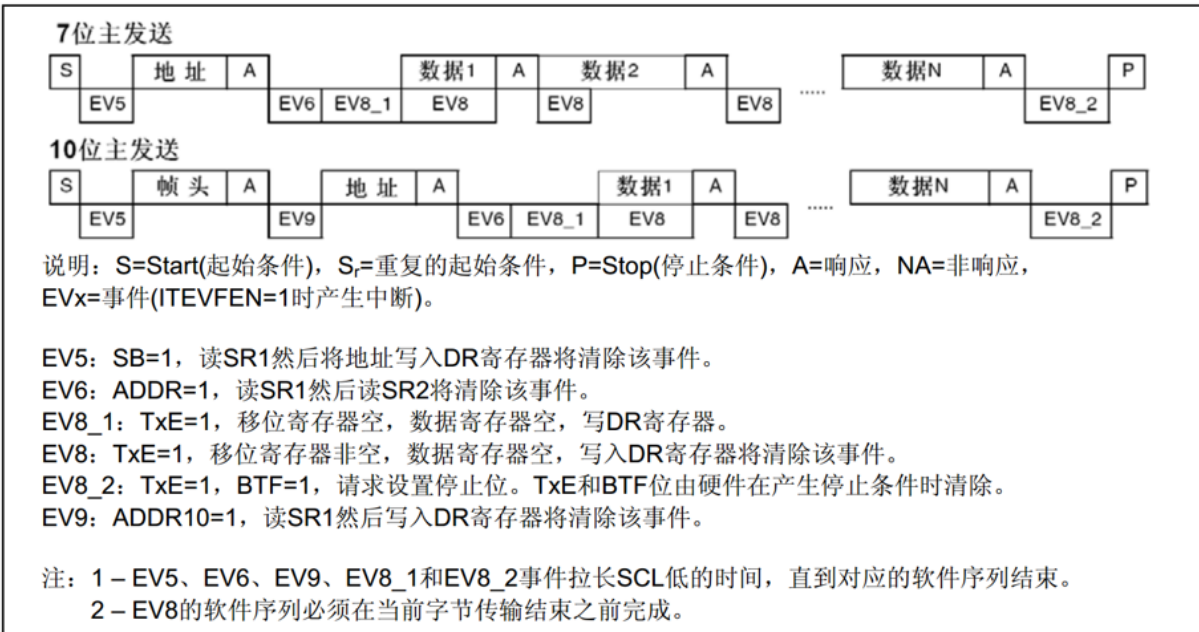 7位主发送
S 地 址 A 数据1 A 数据2 A 数据N A P
EV5 EV6 EV8_1 EV8 EV8 EV8 ..... EV8_2
10位主发送
S 帧 头 A 地 址 A 数据1 A 数据N A P
EV5 EV9 EV6 EV8_1 EV8 EV8 ..... EV8_2
说明：S=Start(起始条件)，Sr=重复的起始条件，P=Stop(停止条件)，A=响应，NA=非响应，
EVx=事件(ITEVFEN=1时产生中断)。
EV5：SB=1，读SR1然后将地址写入DR寄存器将清除该事件。
EV6：ADDR=1，读SR1然后读SR2将清除该事件。
EV8_1：TxE=1，移位寄存器空，数据寄存器空，写DR寄存器。
EV8：TxE=1，移位寄存器非空，数据寄存器空，写入DR寄存器将清除该事件。
EV8_2：TxE=1，BTF=1，请求设置停止位。TxE和BTF位由硬件在产生停止条件时清除。
EV9：ADDR10=1，读SR1然后写入DR寄存器将清除该事件。
注：1 – EV5、EV6、EV9、EV8_1和EV8_2事件拉长SCL低的时间，直到对应的软件序列结束。
2 – EV8的软件序列必须在当前字节传输结束之前完成。